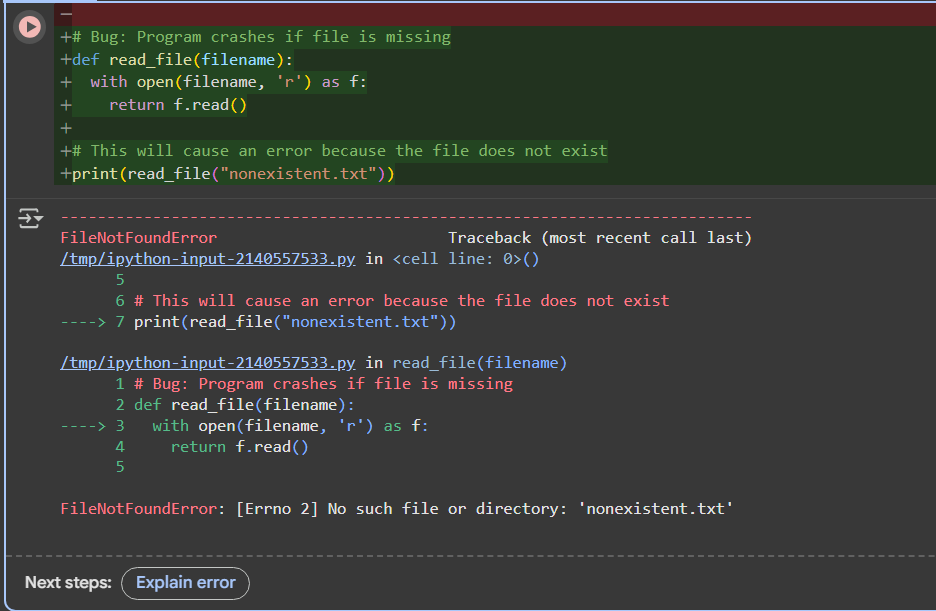 -
+# Bug: Program crashes if file is missing
+def read_file(filename):
+  with open(filename, 'r') as f:
+    return f.read()
+
+# This will cause an error because the file does not exist
+print(read_file("nonexistent.txt"))
---------------------------------------------------------------------------
FileNotFoundError                         Traceback (most recent call last)
/tmp/ipython-input-2140557533.py in <cell line: 0>()
      5
      6 # This will cause an error because the file does not exist
----> 7 print(read_file("nonexistent.txt"))
/tmp/ipython-input-2140557533.py in read_file(filename)
      1 # Bug: Program crashes if file is missing
      2 def read_file(filename):
----> 3   with open(filename, 'r') as f:
      4     return f.read()
      5
FileNotFoundError: [Errno 2] No such file or directory: 'nonexistent.txt'
Next steps: Explain error